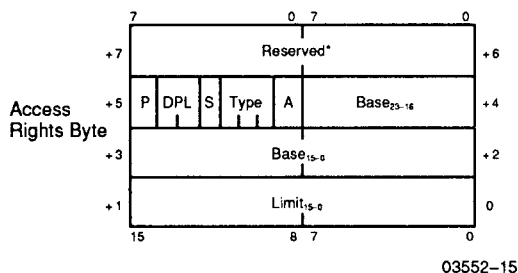 7 0 7 0
+7 Reserved* +6
Access Rights Byte
+5 P DPL S Type A Base23–16 +4
+3 Base15–0 +2
+1 Limit15–0 0
15 8 7 0
03552–15